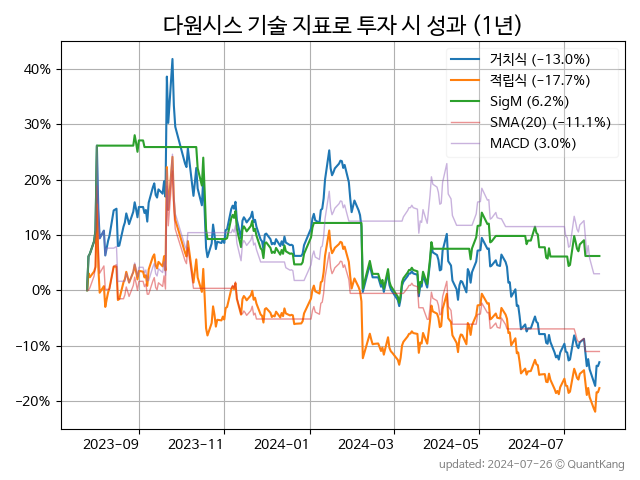 다원시스 기술 지표로 투자 시 성과 (1년)
거치식 (-13.0%)
적립식 (-17.7%)
SigM (6.2%)
SMA(20) (-11.1%)
MACD (3.0%)
40%
30%
20%
10%
0%
-10%
-20%
2023-09 2023-11 2024-01 2024-03 2024-05 2024-07
updated: 2024-07-26 © QuantKang